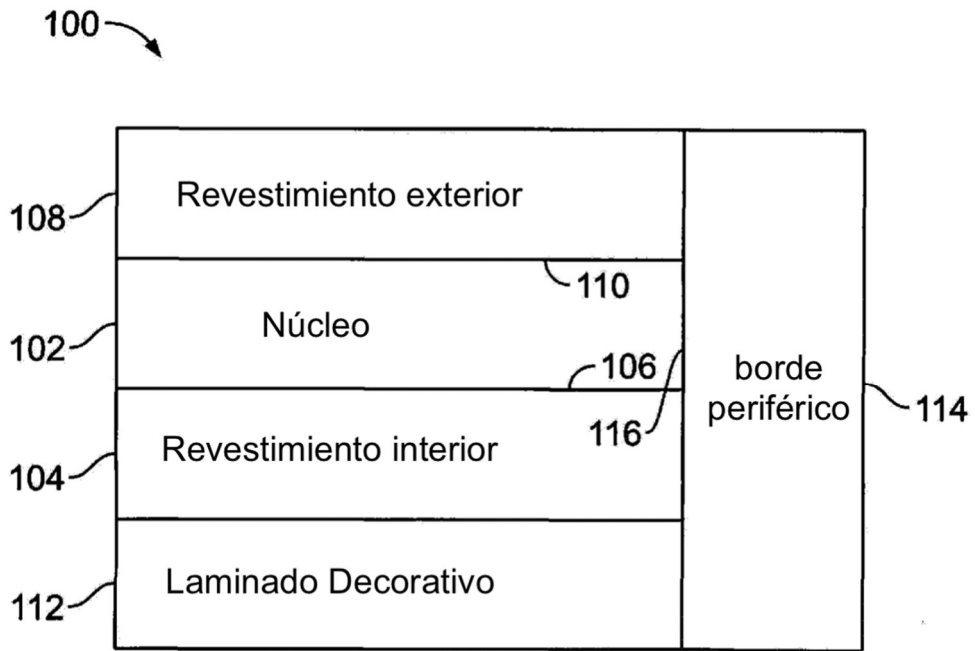 100
Revestimiento exterior
108
110
Núcleo
102
106
borde
periférico
114
116
Revestimiento interior
104
Laminado Decorativo
112